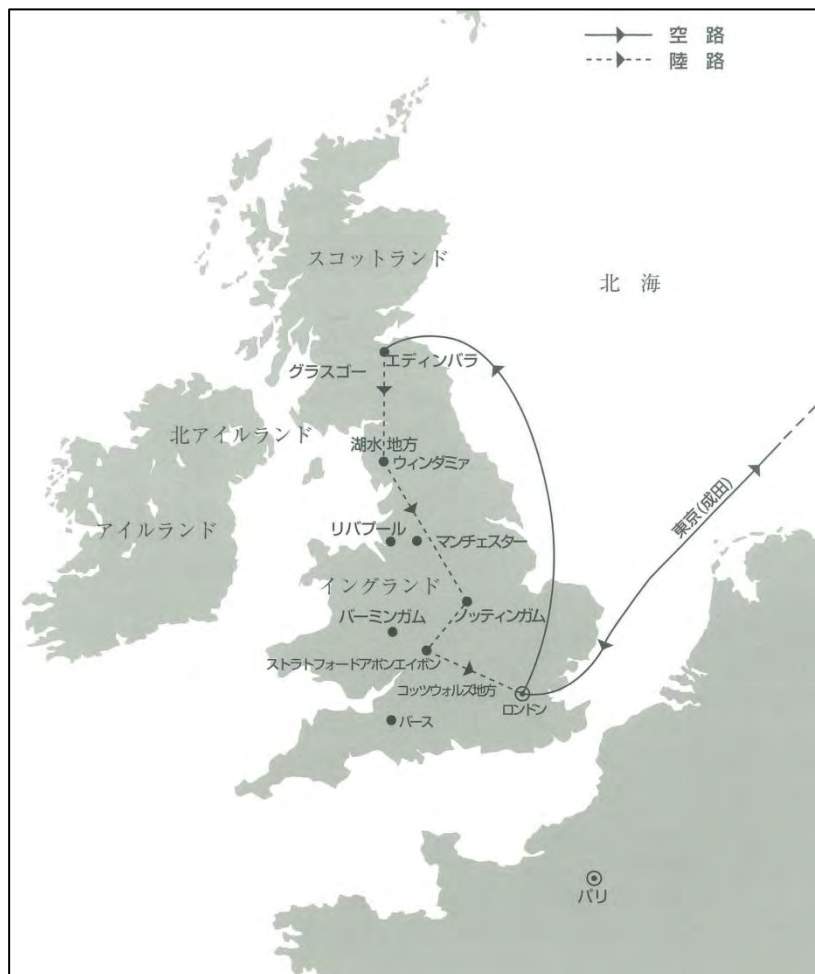 空 路
陸 路
スコットランド
北 海
エディンバラ
グラスゴー
北アイルランド
湖水 地方
ウィンダミァ
アイルランド
東京(成田)
リバプール
マンチェスター
イングランド
バーミンガム
ノッティンガム
ストラトフォードアポンエイボン
コッツウォルズ地方
ロンドン
バース
パリ